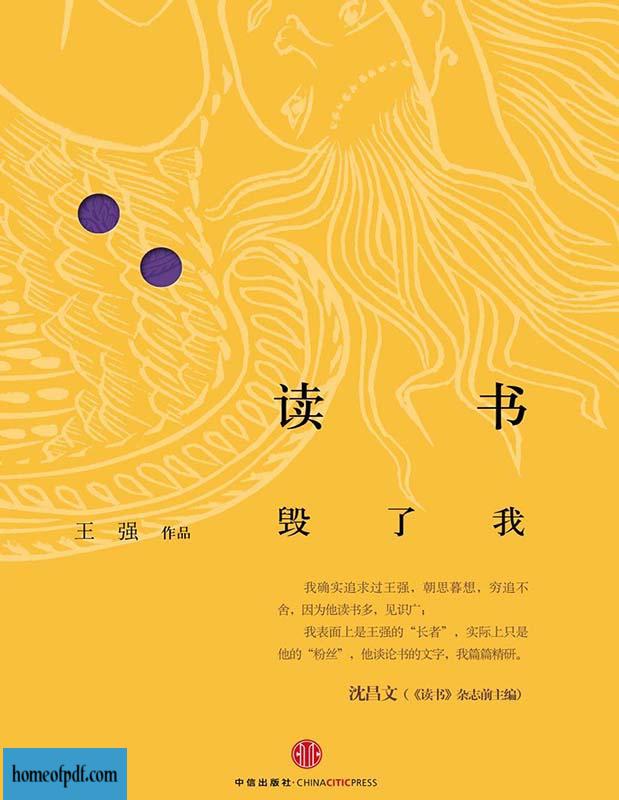 读书
毁了我
王强 作品
我确实追求过王强，朝思暮想，穷追不
舍，因为他读书多，见识广；
我表面上是王强的“长者”，实际上只是
他的“粉丝”，他谈论书的文字，我篇篇精研。
沈昌文（《读书》杂志前主编）
中信出版社·CHINACITICPRESS
homeofpdf.com